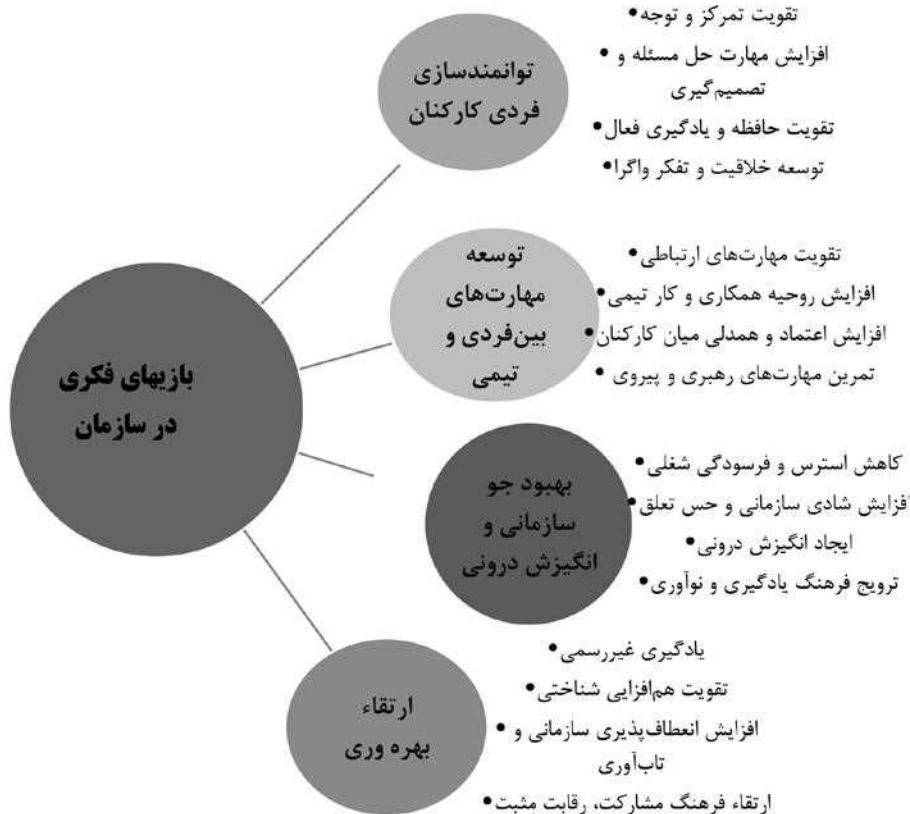 بازیهای فکری
در سازمان
توانمندسازی
فردی کارکنان
• تقویت تمرکز و توجه
• افزایش مهارت حل مسئله و
تصمیم‌گیری
• تقویت حافظه و یادگیری فعال
• توسعه خلاقیت و تفکر واگرا
توسعه
مهارت‌های
بین‌فردی و
تیمی
• تقویت مهارت‌های ارتباطی
• افزایش روحیه همکاری و کار تیمی
• افزایش اعتماد و همدلی میان کارکنان
• تمرین مهارت‌های رهبری و پیروی
بهبود جو
سازمانی و
انگیزش درونی
• کاهش استرس و فرسودگی شغلی
فزایش شادی سازمانی و حس تعلق
• ایجاد انگیزش درونی
• ترویج فرهنگ یادگیری و نوآوری
ارتقاء
بهره وری
• یادگیری غیررسمی
• تقویت هم‌افزایی شناختی
• افزایش انعطاف‌پذیری سازمانی و
تاب‌آوری
• ارتقاء فرهنگ مشارکت، رقابت مثبت